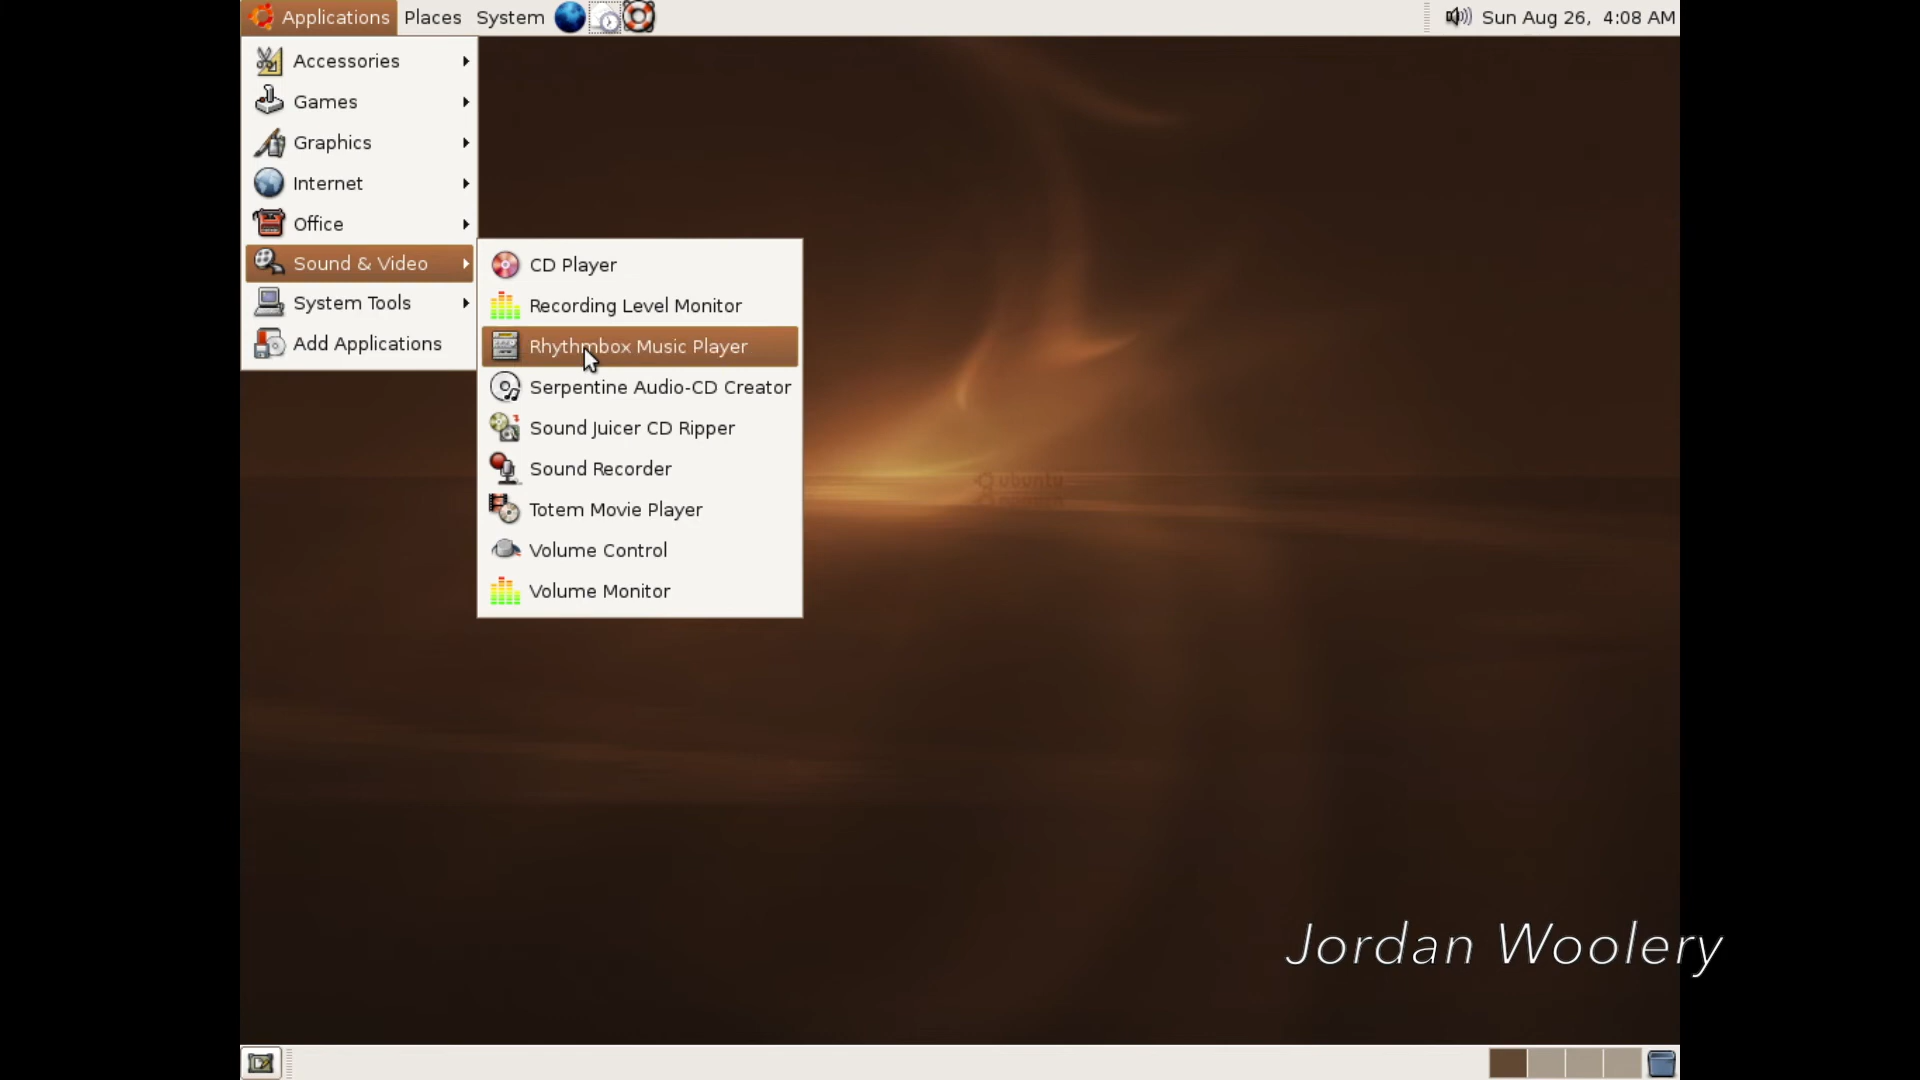 Applications Places System Sun Aug 26, 4:08 AM
Accessories
Games
Graphics
Internet
Office
Sound & Video
System Tools
Add Applications
CD Player
Recording Level Monitor
Rhythmbox Music Player
Serpentine Audio-CD Creator
Sound Juicer CD Ripper
Sound Recorder
Totem Movie Player
Volume Control
Volume Monitor
ubuntu
Jordan Woolery